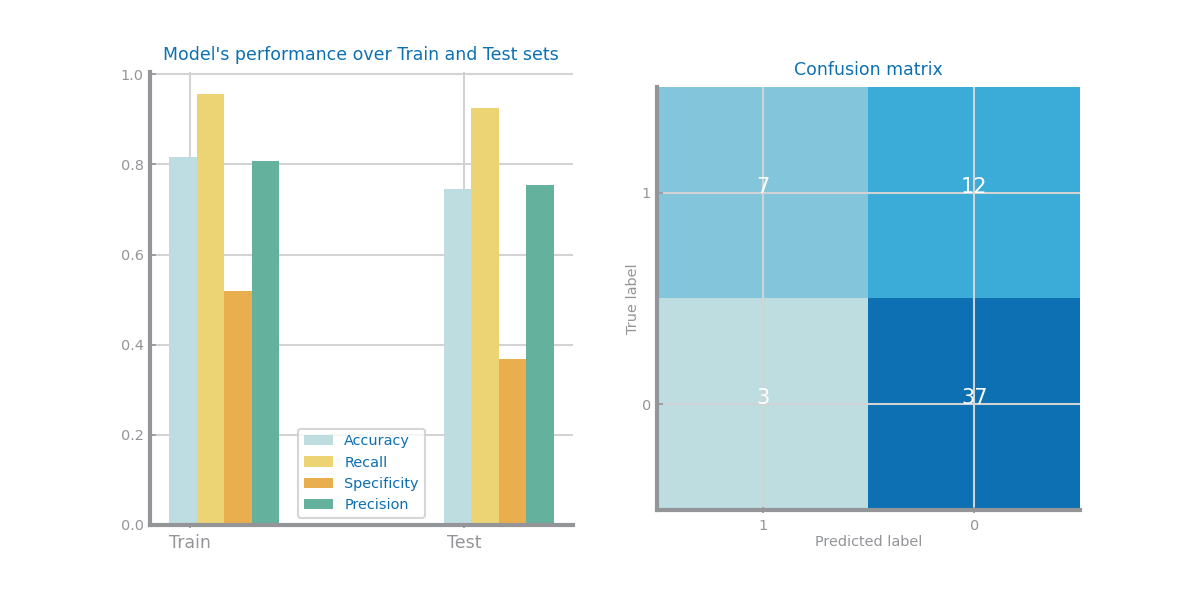 Model's performance over Train and Test sets
1.0
0.8
0.6
0.4
0.2
0.0
Train
Test
Accuracy
Recall
Specificity
Precision
Confusion matrix
True label
1
0
7
12
3
37
1
0
Predicted label